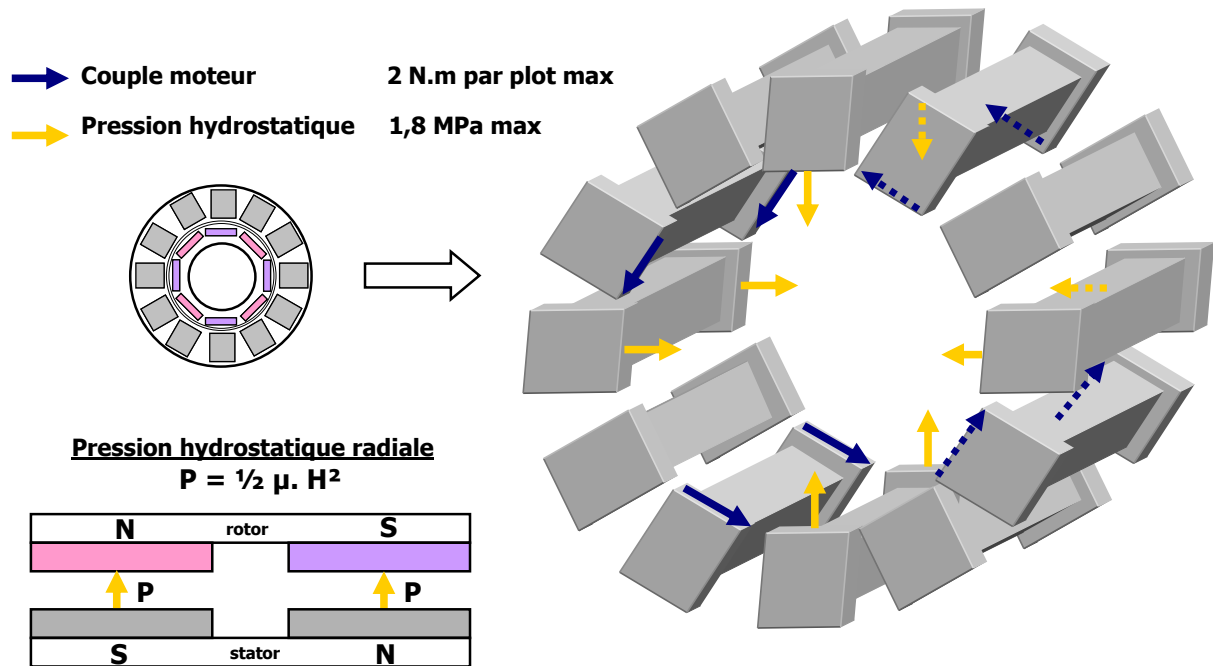 Couple moteur 2 N.m par plot max
Pression hydrostatique 1,8 MPa max
Pression hydrostatique radiale
P = ½ µ. H²
N rotor S
P P
S stator N